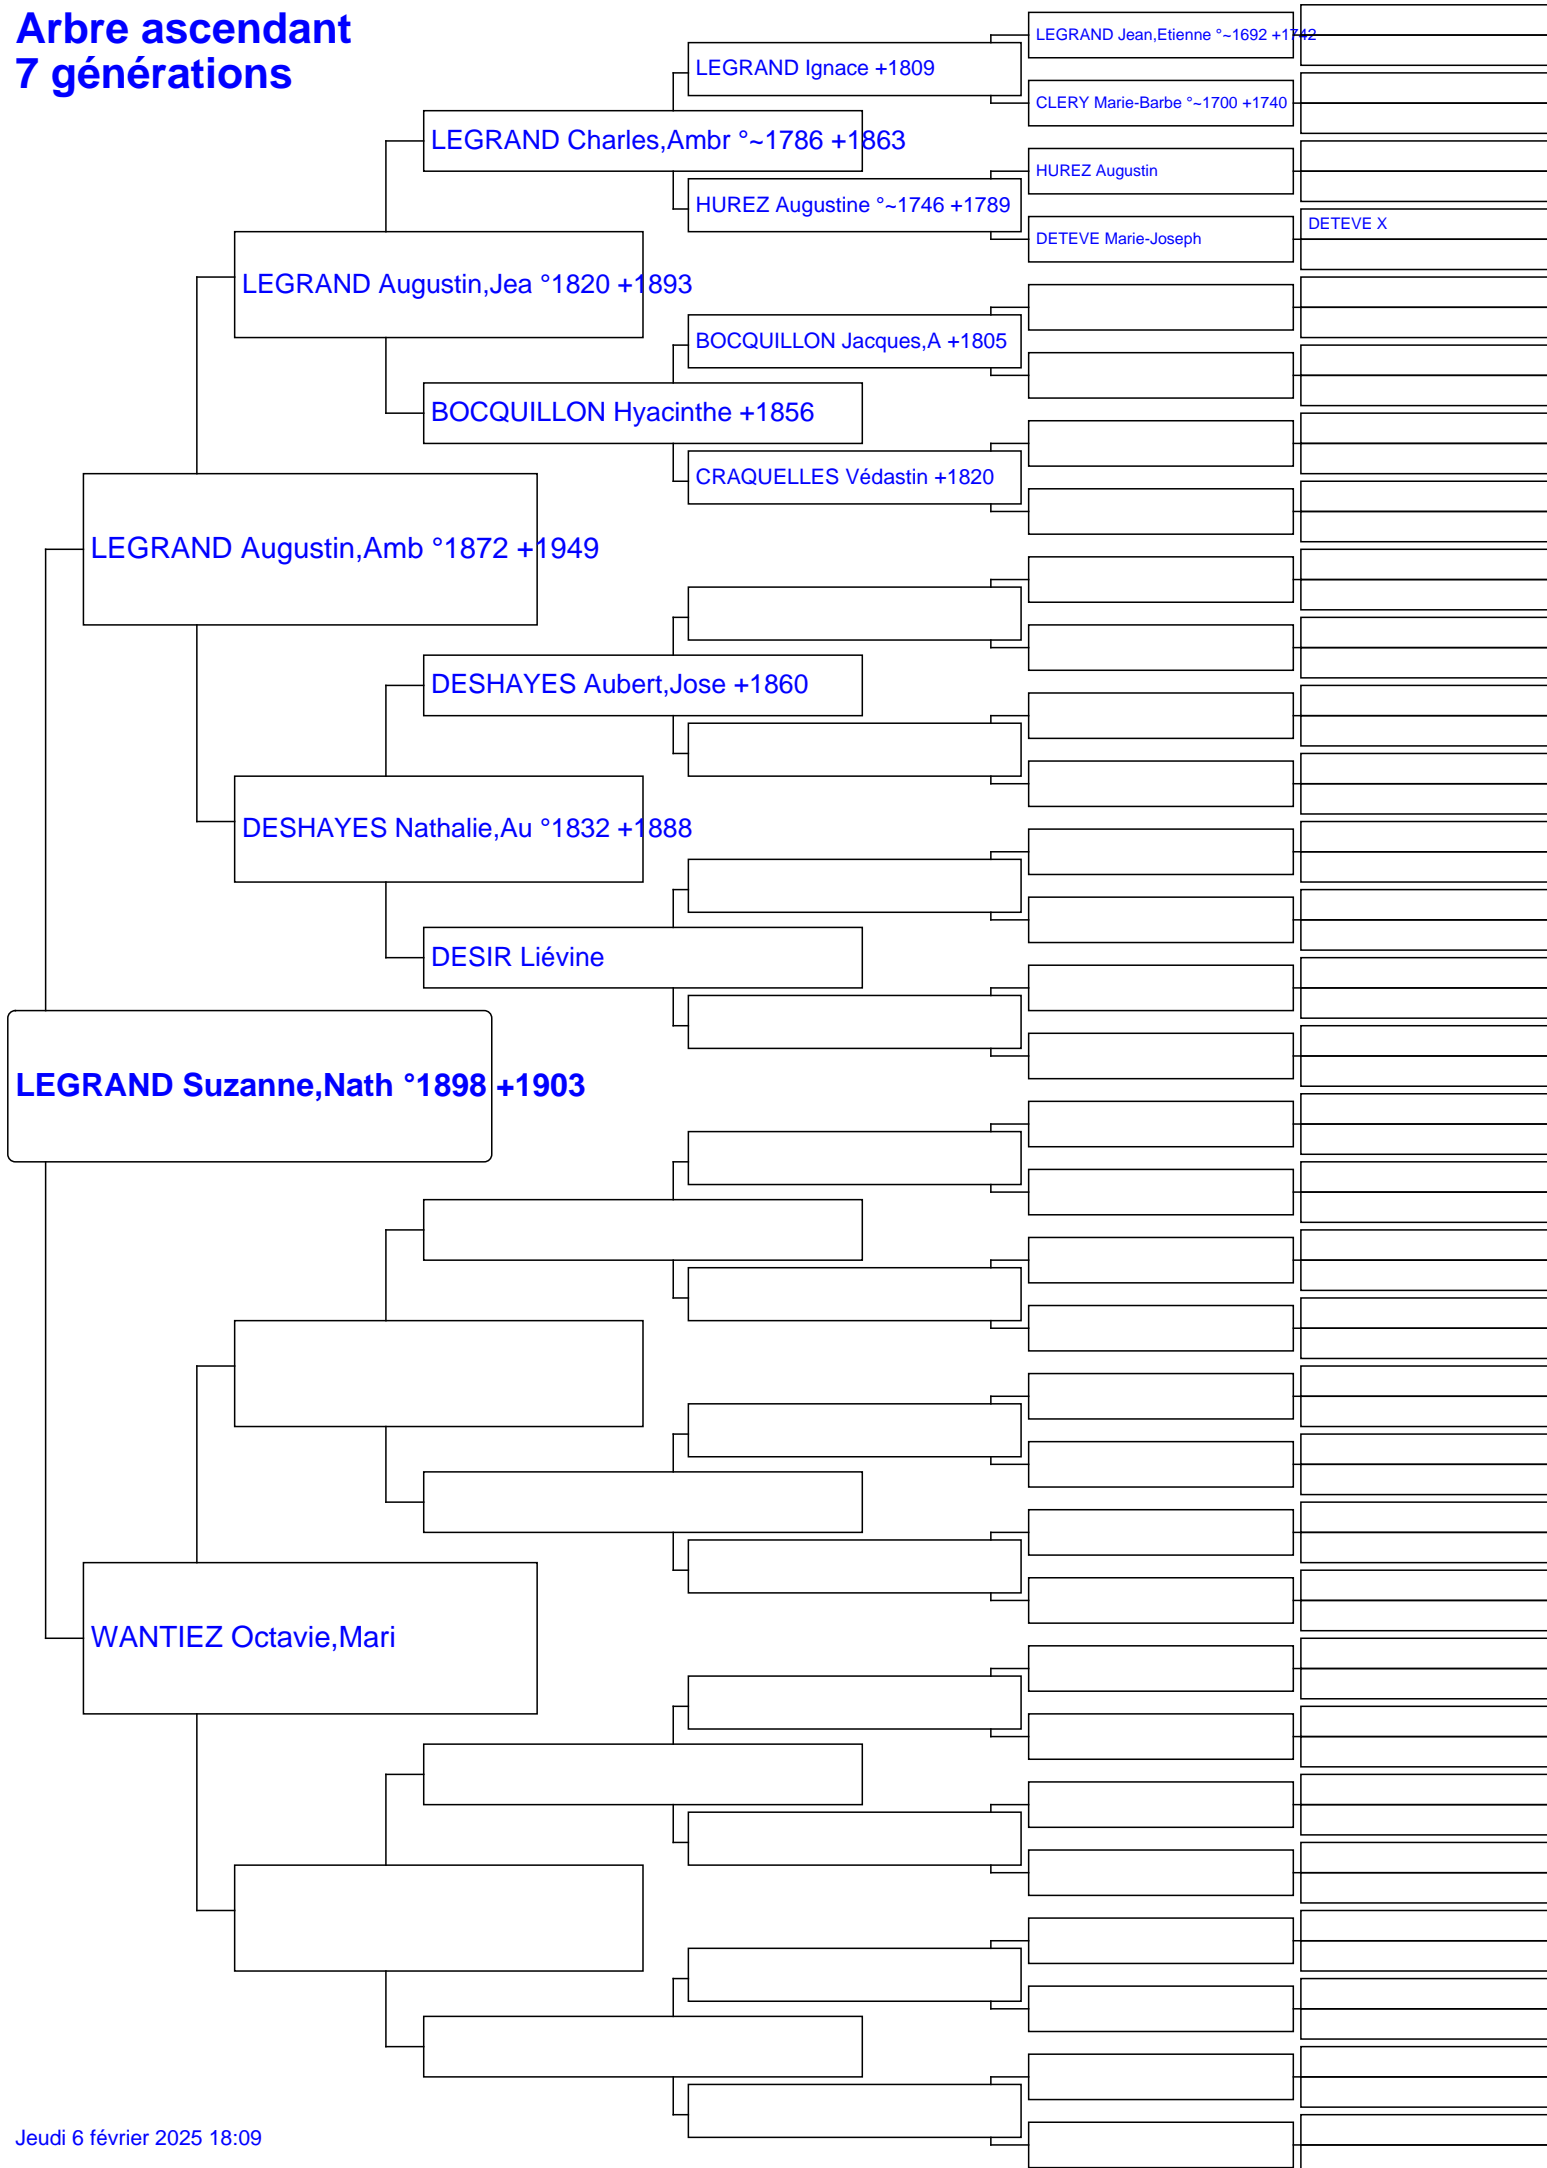 Arbre ascendant
7 générations
LEGRAND Jean,Etienne °~1692 +1742
LEGRAND Ignace +1809
CLERY Marie-Barbe °~1700 +1740
LEGRAND Charles,Ambr °~1786 +1863
HUREZ Augustin
HUREZ Augustine °~1746 +1789
DETEVE X
DETEVE Marie-Joseph
LEGRAND Augustin,Jea °1820 +1893
BOCQUILLON Jacques,A +1805
BOCQUILLON Hyacinthe +1856
CRAQUELLES Védastin +1820
LEGRAND Augustin,Amb °1872 +1949
DESHAYES Aubert,Jose +1860
DESHAYES Nathalie,Au °1832 +1888
DESIR Liévine
LEGRAND Suzanne,Nath °1898 +1903
WANTIEZ Octavie,Mari
Jeudi 6 février 2025 18:09